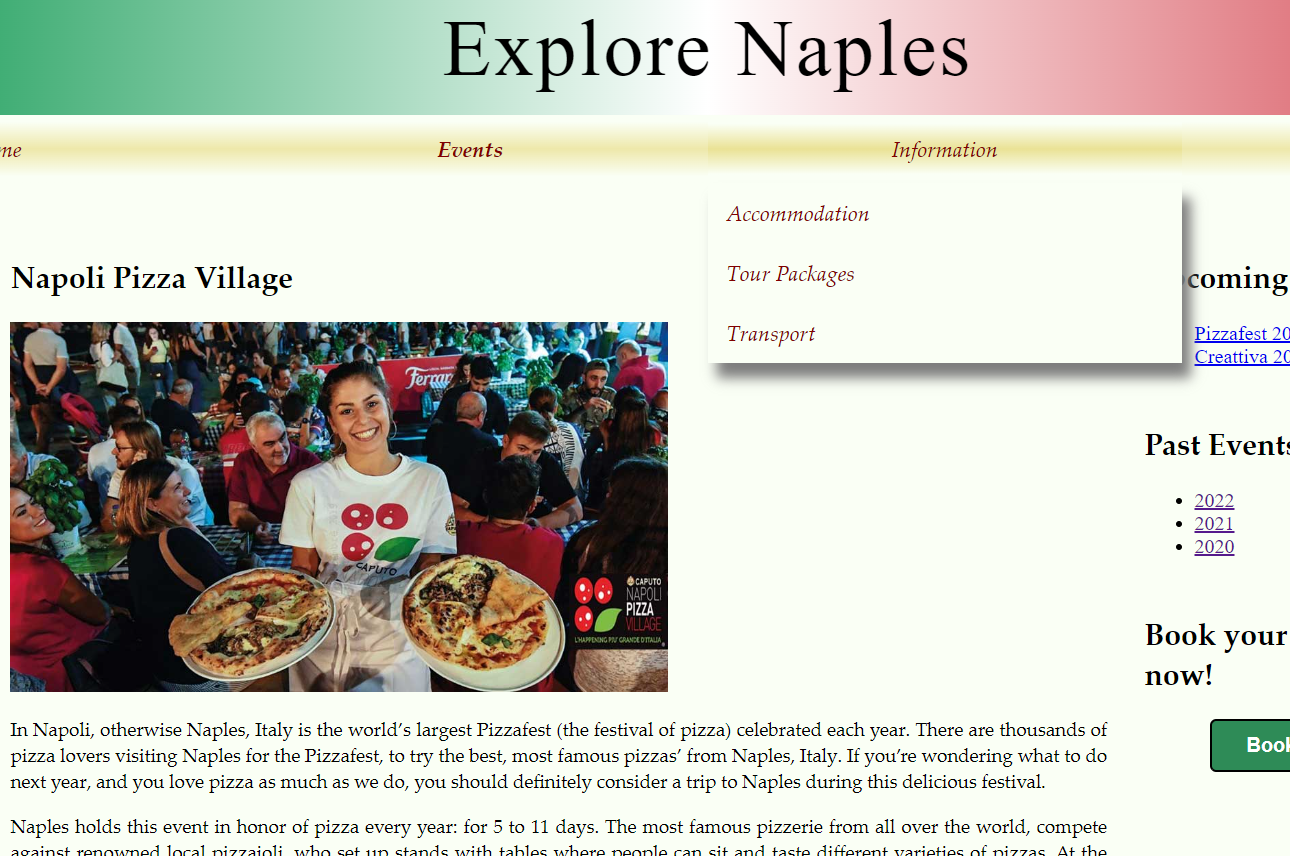 Explore Naples
me
Events
Information
Accommodation
Tour Packages
Transport
Napoli Pizza Village
coming
Pizzafest 20
Creattiva 20
Ferrar
CAPUTO
CAPUTO
NAPOLI
PIZZA
VILLAGE
L'HAPPENING PIU' GRANDE D'ITALIA
Past Events
2022
2021
2020
Book your
now!
Book
In Napoli, otherwise Naples, Italy is the world’s largest Pizzafest (the festival of pizza) celebrated each year. There are thousands of
pizza lovers visiting Naples for the Pizzafest, to try the best, most famous pizzas’ from Naples, Italy. If you’re wondering what to do
next year, and you love pizza as much as we do, you should definitely consider a trip to Naples during this delicious festival.
Naples holds this event in honor of pizza every year: for 5 to 11 days. The most famous pizzerie from all over the world, compete
against renowned local pizzaioli, who set up stands with tables where people can sit and taste different varieties of pizzas. At the